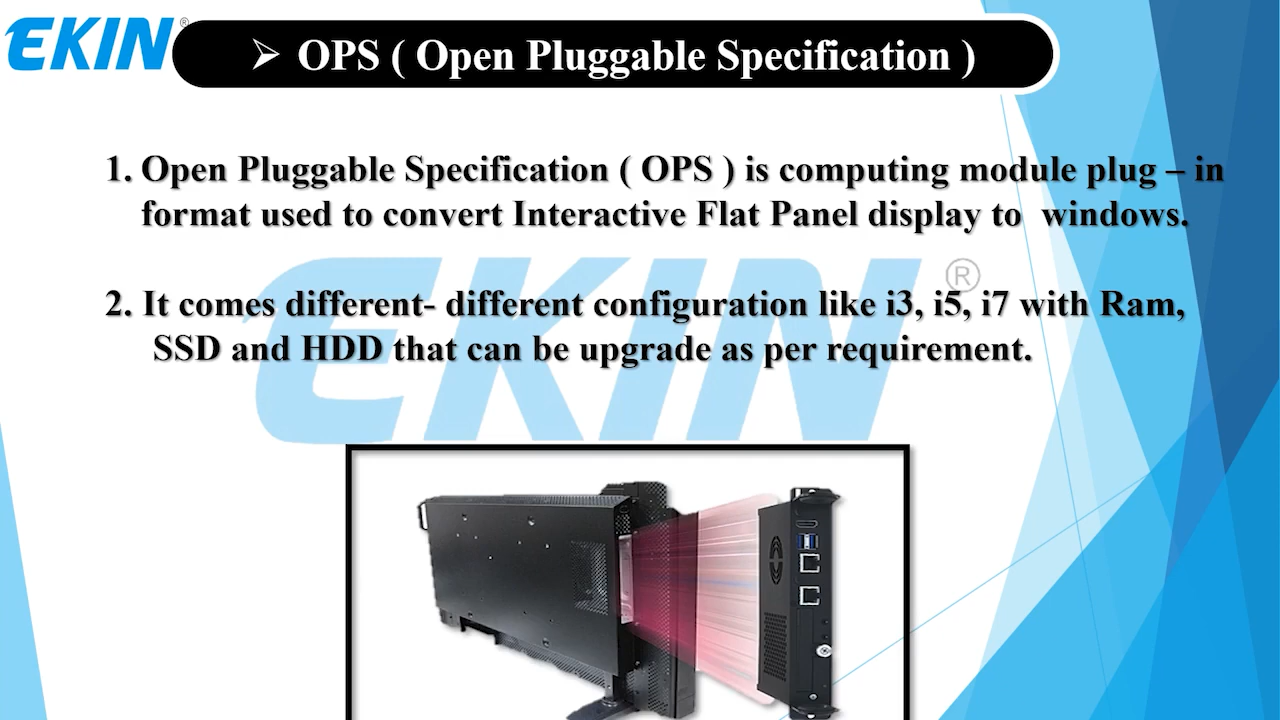 EKIN®
➢ OPS ( Open Pluggable Specification )
1. Open Pluggable Specification ( OPS ) is computing module plug – in
format used to convert Interactive Flat Panel display to windows.
2. It comes different- different configuration like i3, i5, i7 with Ram,
SSD and HDD that can be upgrade as per requirement.
EKIN®